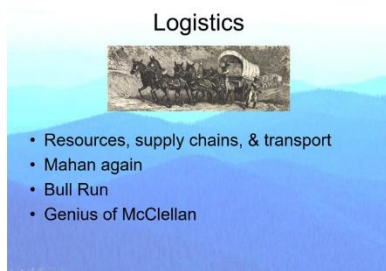 Logistics
• Resources, supply chains, & transport
• Mahan again
• Bull Run
• Genius of McClellan